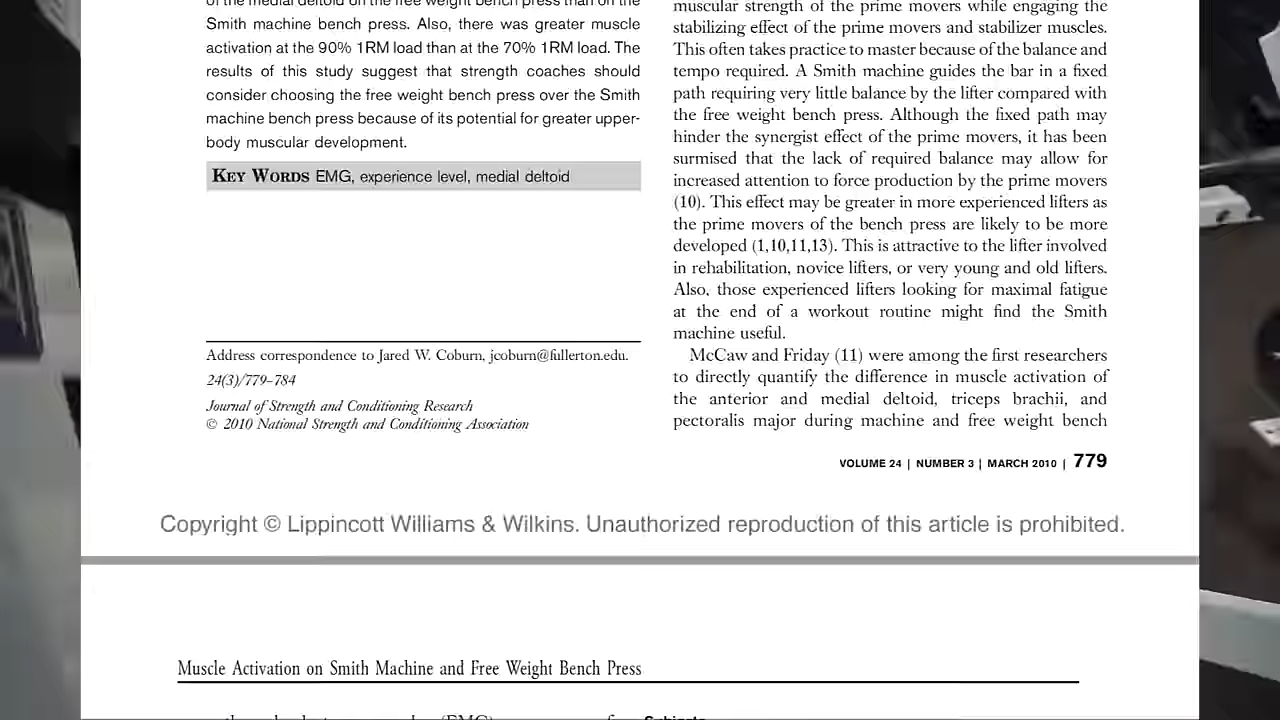 of the medial deltoid on the free weight bench press than on the
Smith machine bench press. Also, there was greater muscle
activation at the 90% 1RM load than at the 70% 1RM load. The
results of this study suggest that strength coaches should
consider choosing the free weight bench press over the Smith
machine bench press because of its potential for greater upper-
body muscular development.
KEY WORDS EMG, experience level, medial deltoid
Address correspondence to Jared W. Coburn, jcoburn@fullerton.edu.
24(3)/779–784
Journal of Strength and Conditioning Research
© 2010 National Strength and Conditioning Association
muscular strength of the prime movers while engaging the
stabilizing effect of the prime movers and stabilizer muscles.
This often takes practice to master because of the balance and
tempo required. A Smith machine guides the bar in a fixed
path requiring very little balance by the lifter compared with
the free weight bench press. Although the fixed path may
hinder the synergist effect of the prime movers, it has been
surmised that the lack of required balance may allow for
increased attention to force production by the prime movers
(10). This effect may be greater in more experienced lifters as
the prime movers of the bench press are likely to be more
developed (1,10,11,13). This is attractive to the lifter involved
in rehabilitation, novice lifters, or very young and old lifters.
Also, those experienced lifters looking for maximal fatigue
at the end of a workout routine might find the Smith
machine useful.
McCaw and Friday (11) were among the first researchers
to directly quantify the difference in muscle activation of
the anterior and medial deltoid, triceps brachii, and
pectoralis major during machine and free weight bench
VOLUME 24 | NUMBER 3 | MARCH 2010 | 779
Copyright © Lippincott Williams & Wilkins. Unauthorized reproduction of this article is prohibited.
Muscle Activation on Smith Machine and Free Weight Bench Press
(EMG)
Subjects